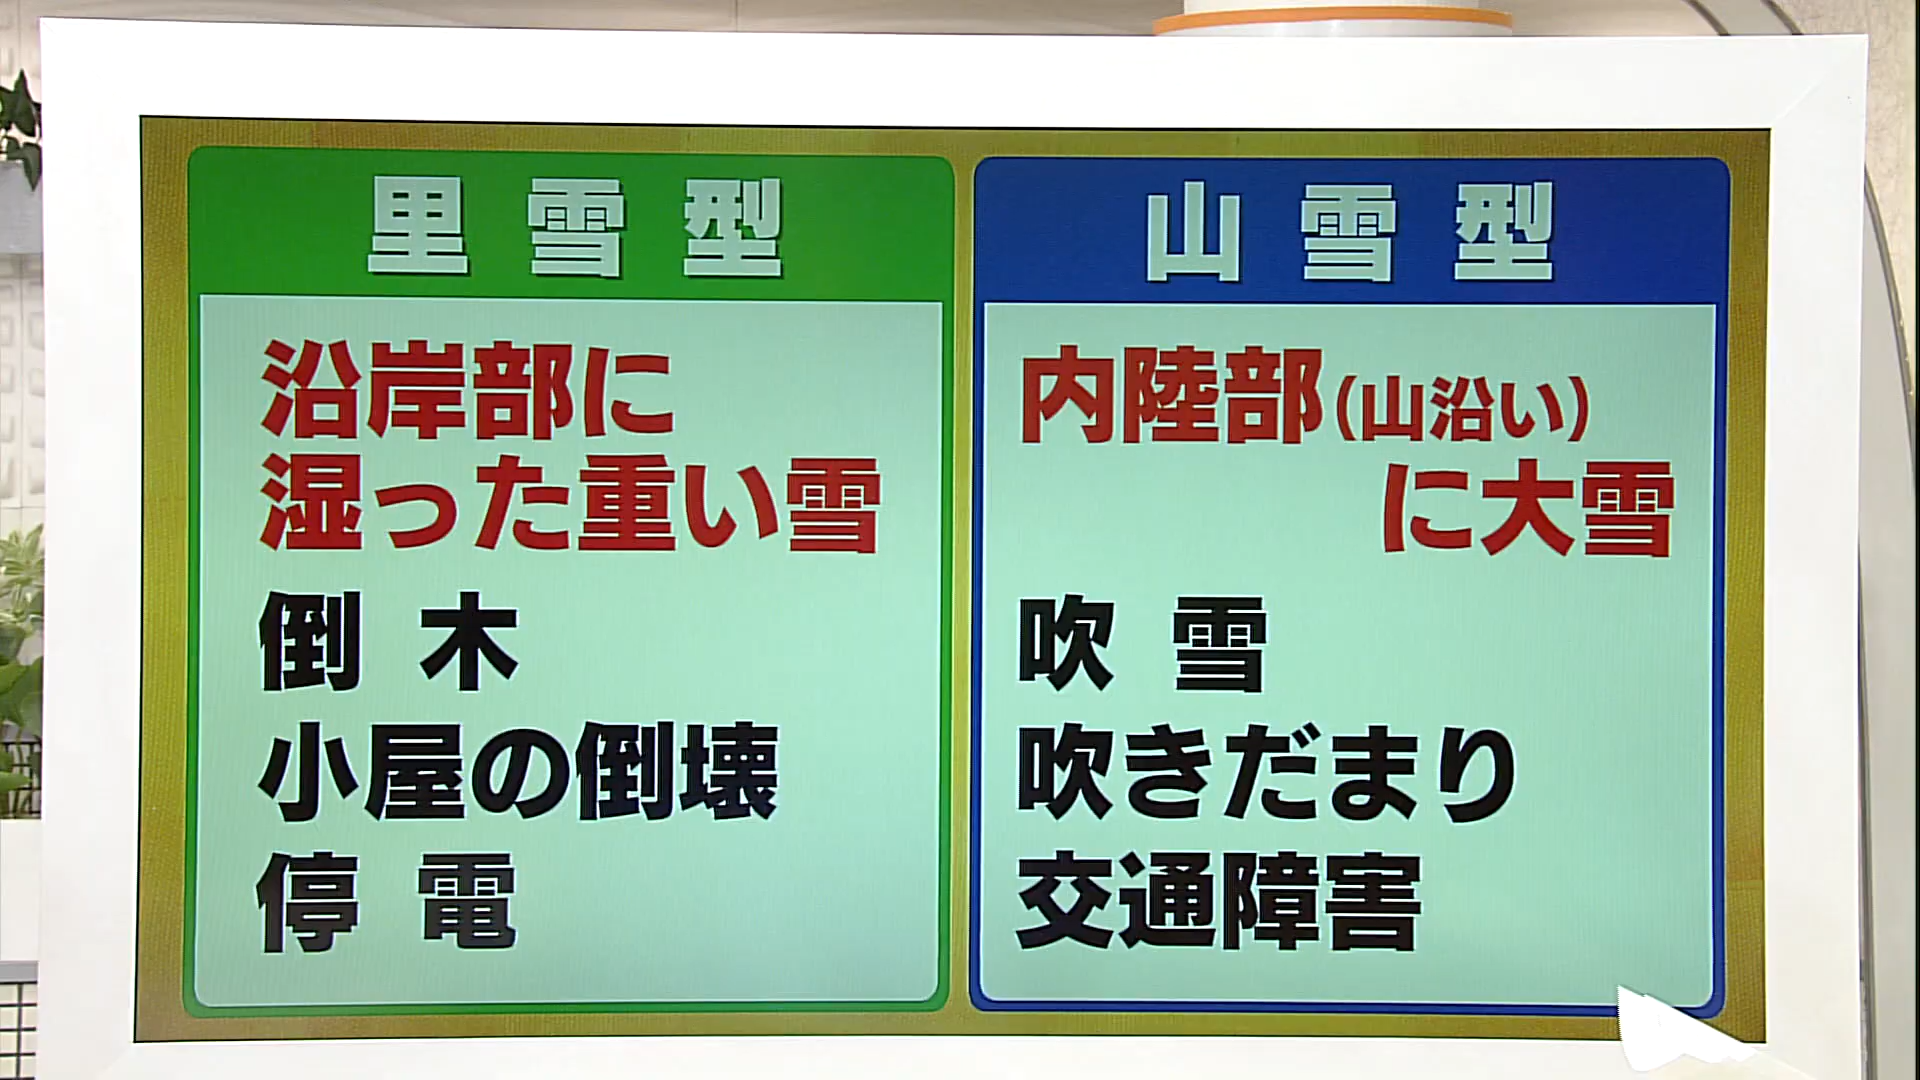 里雪型
沿岸部に
湿った重い雪
倒木
小屋の倒壊
停電
山雪型
内陸部(山沿い)
に大雪
吹雪
吹きだまり
交通障害